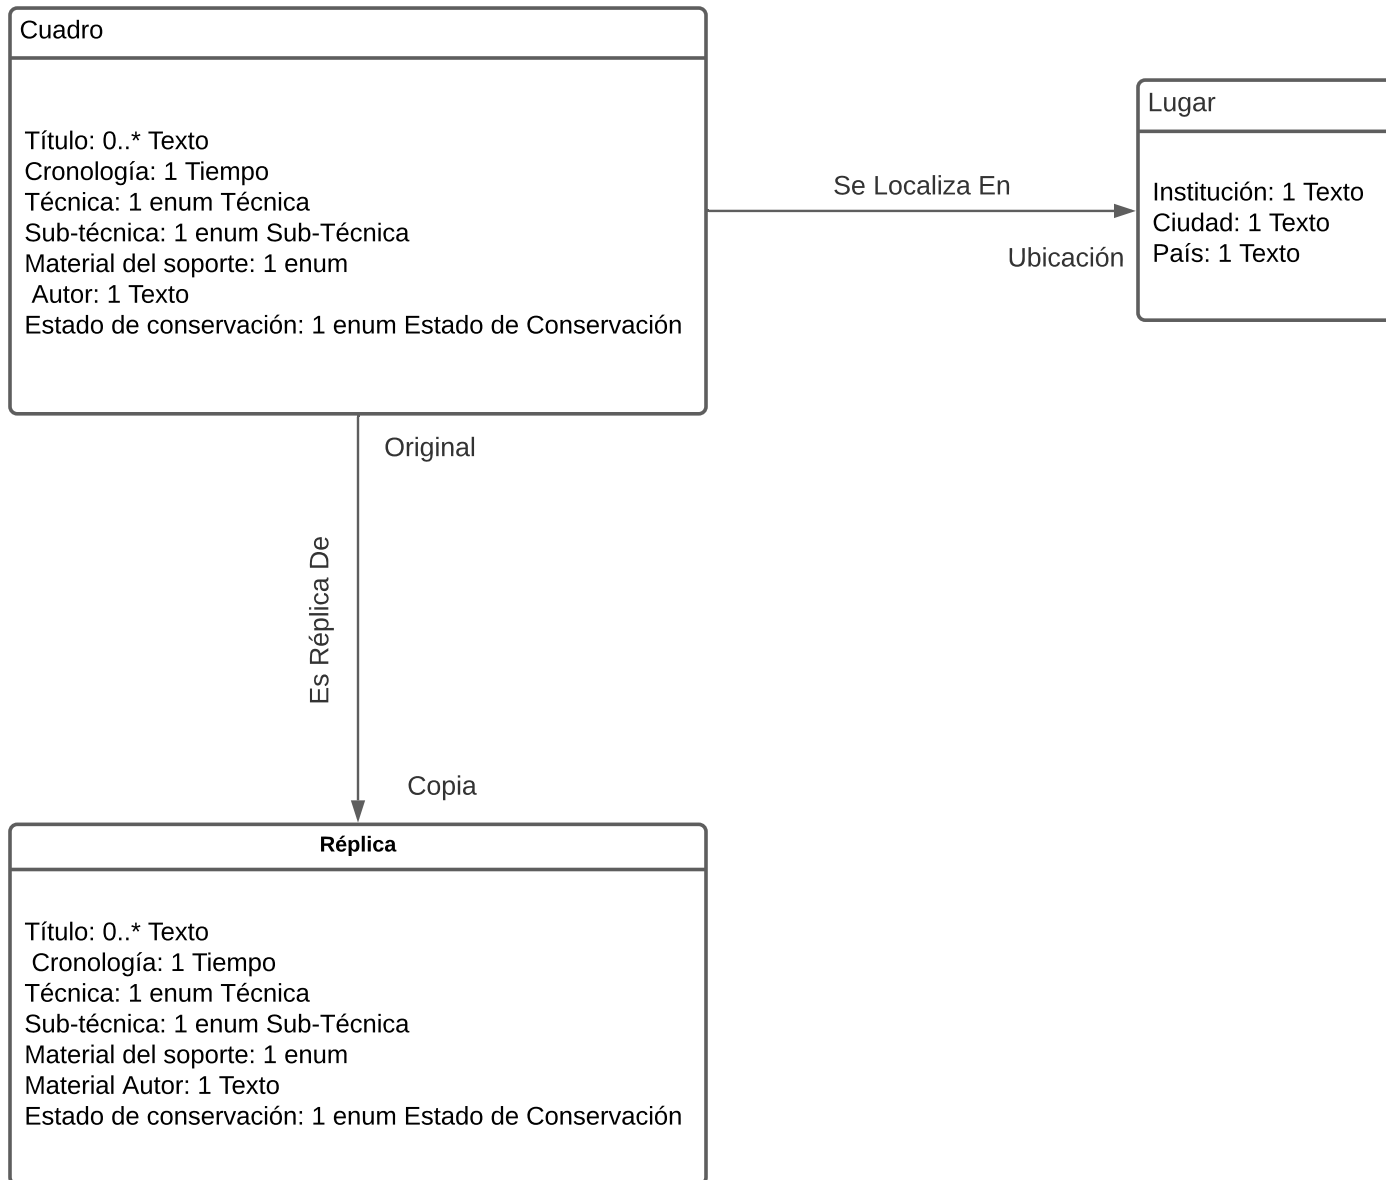 Cuadro
Título: 0..* Texto
Cronología: 1 Tiempo
Técnica: 1 enum Técnica
Sub-técnica: 1 enum Sub-Técnica
Material del soporte: 1 enum
Autor: 1 Texto
Estado de conservación: 1 enum Estado de Conservación
Se Localiza En
Ubicación
Lugar
Institución: 1 Texto
Ciudad: 1 Texto
País: 1 Texto
Original
Es Réplica De
Copia
Réplica
Título: 0..* Texto
Cronología: 1 Tiempo
Técnica: 1 enum Técnica
Sub-técnica: 1 enum Sub-Técnica
Material del soporte: 1 enum
Material Autor: 1 Texto
Estado de conservación: 1 enum Estado de Conservación